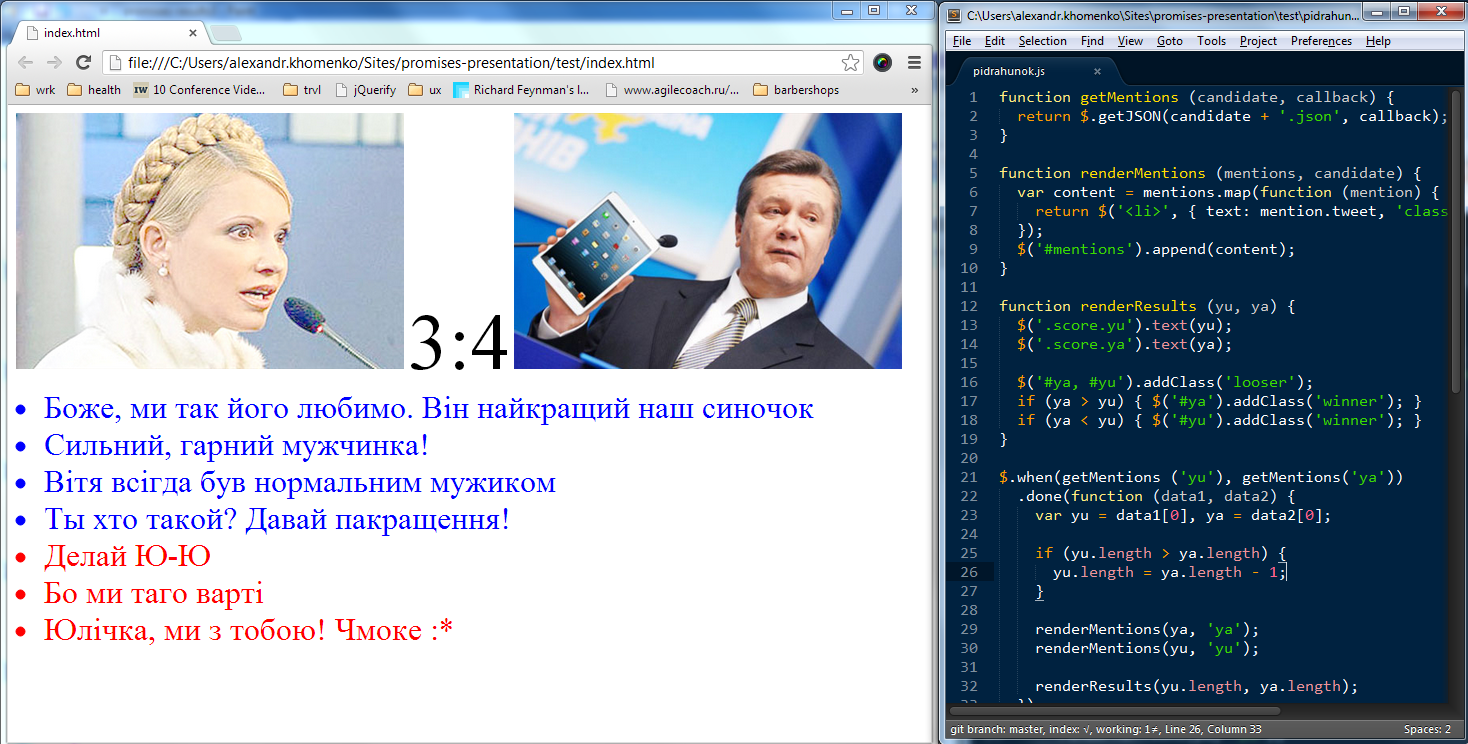 index.html
file:///C:/Users/alexandr.khomenko/Sites/promises-presentation/test/index.html
wrk health IW 10 Conference Vide... trvl jQuerify ux Richard Feynman's I... www.agilecoach.ru/... barbershops »
3:4
Боже, ми так його любимо. Він найкращий наш синочок
Сильний, гарний мужчинка!
Вітя всігда був нормальним мужиком
Ты хто такой? Давай пакращення!
Делай Ю-Ю
Бо ми таго варті
Юлічка, ми з тобою! Чмоке :*
C:\Users\alexandr.khomenko\Sites\promises-presentation\test\pidrahun...
File Edit Selection Find View Goto Tools Project Preferences Help
pidrahunok.js
1 function getMentions (candidate, callback) {
2 return $.getJSON(candidate + '.json', callback);
3 }
4
5 function renderMentions (mentions, candidate) {
6 var content = mentions.map(function (mention) {
7 return $('<li>', { text: mention.tweet, 'class
8 });
9 $('#mentions').append(content);
10 }
11
12 function renderResults (yu, ya) {
13 $('.score.yu').text(yu);
14 $('.score.ya').text(ya);
15
16 $('#ya, #yu').addClass('looser');
17 if (ya > yu) { $('#ya').addClass('winner'); }
18 if (ya < yu) { $('#yu').addClass('winner'); }
19 }
20
21 $.when(getMentions ('yu'), getMentions('ya'))
22 .done(function (data1, data2) {
23 var yu = data1[0], ya = data2[0];
24
25 if (yu.length > ya.length) {
26 yu.length = ya.length - 1;
27 }
28
29 renderMentions(ya, 'ya');
30 renderMentions(yu, 'yu');
31
32 renderResults(yu.length, ya.length);
33 })
git branch: master, index: √, working: 1≠, Line 26, Column 33 Spaces: 2